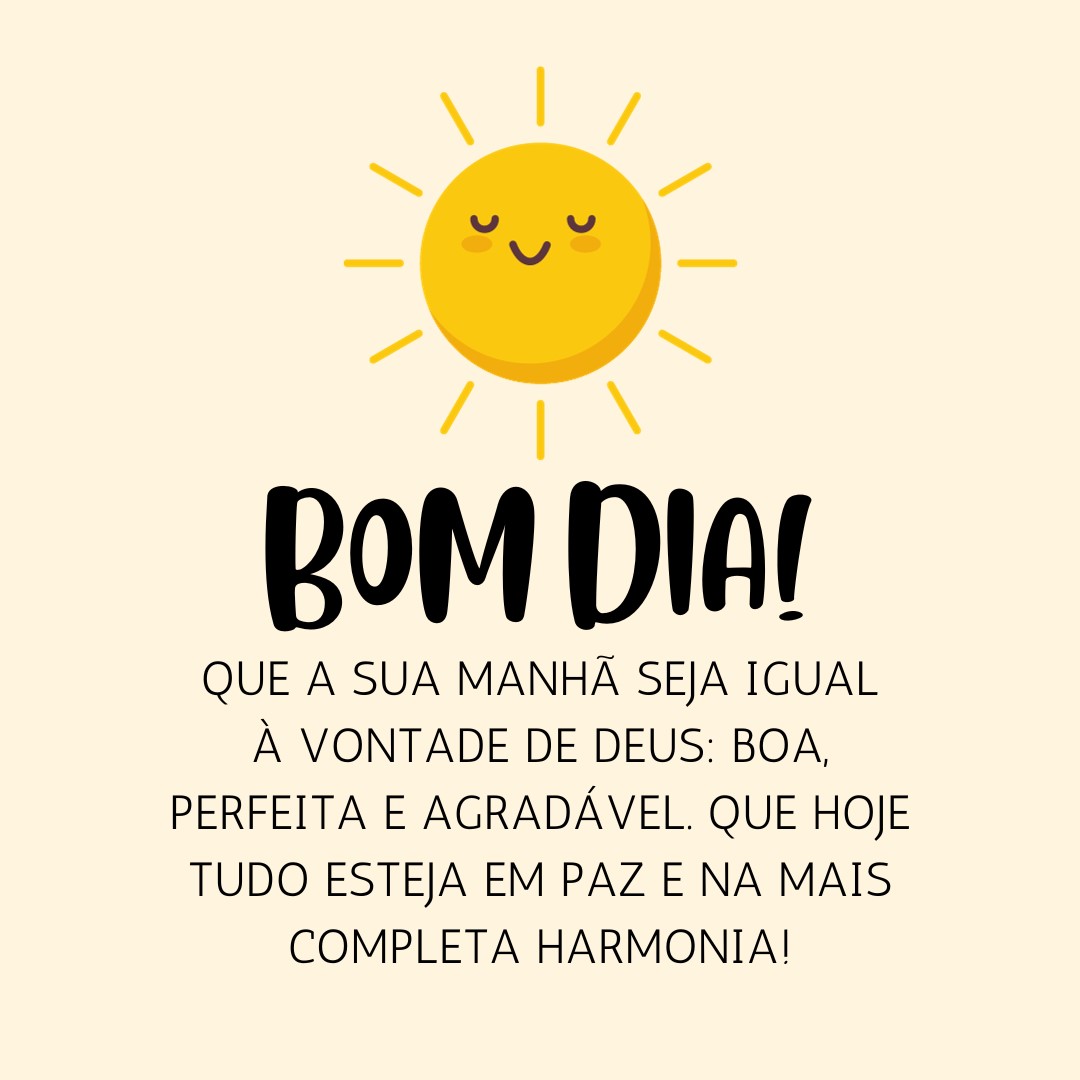 BOM DIA!
QUE A SUA MANHÃ SEJA IGUAL
À VONTADE DE DEUS: BOA,
PERFEITA E AGRADÁVEL. QUE HOJE
TUDO ESTEJA EM PAZ E NA MAIS
COMPLETA HARMONIA!